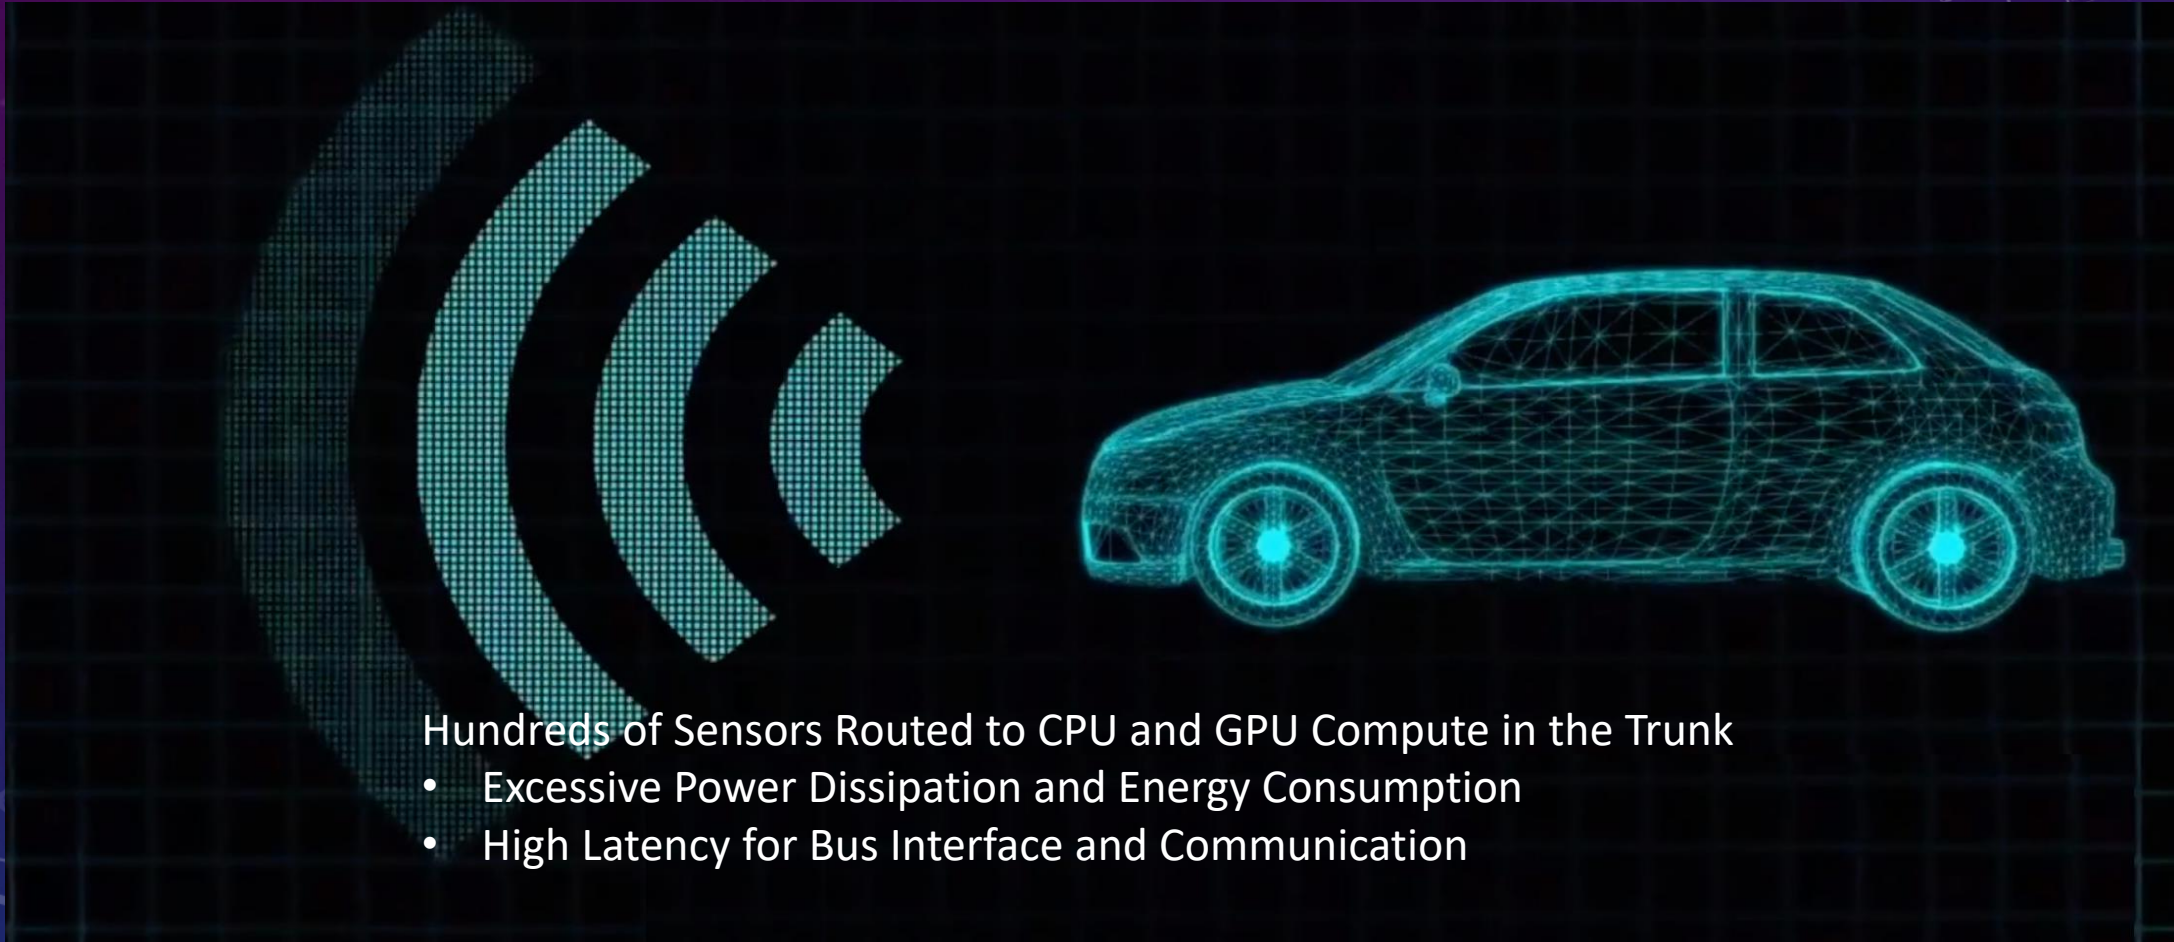 Hundreds of Sensors Routed to CPU and GPU Compute in the Trunk
• Excessive Power Dissipation and Energy Consumption
• High Latency for Bus Interface and Communication